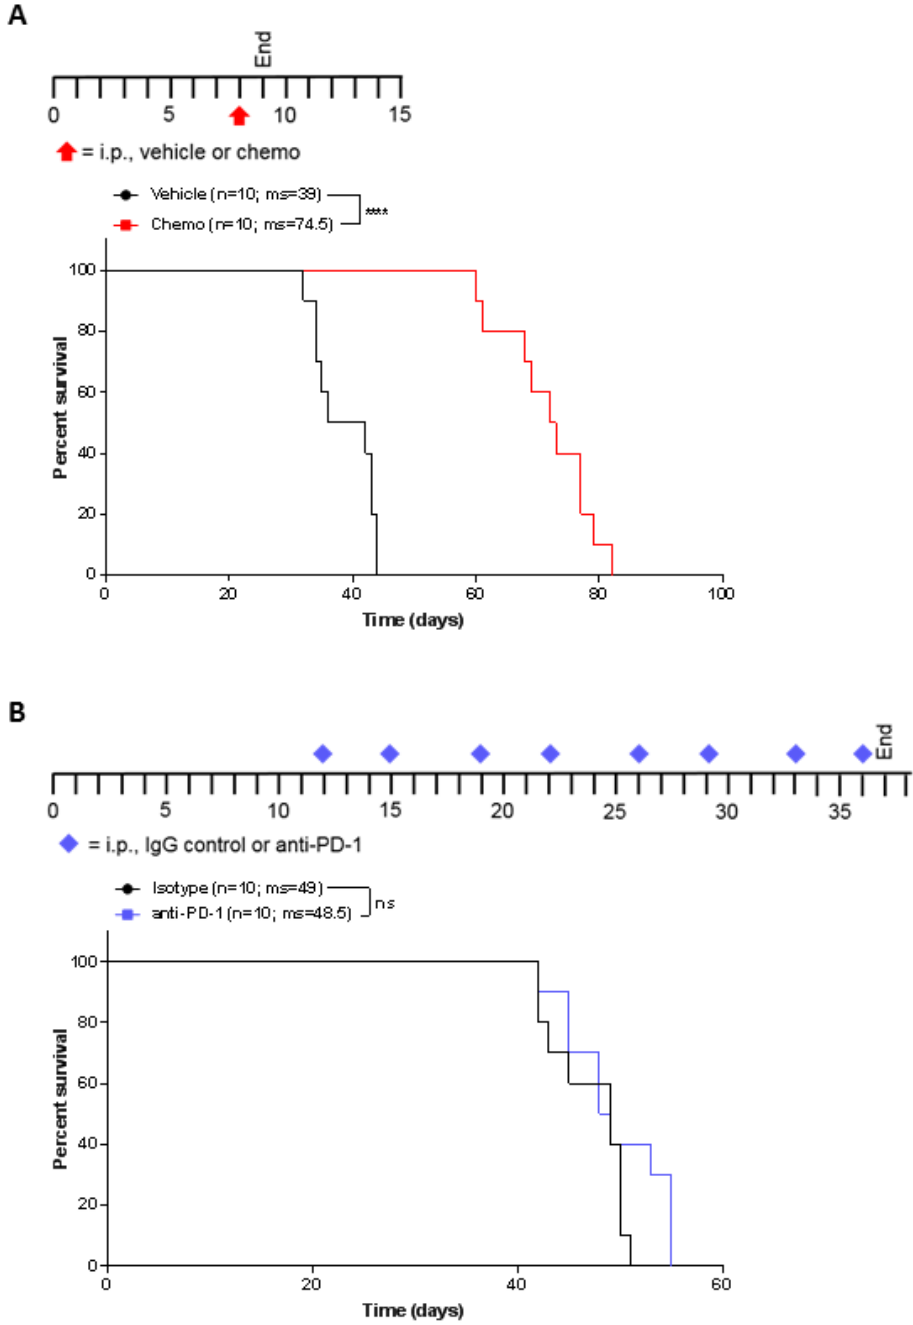 A
End
0 5 10 15
= i.p., vehicle or chemo
Vehicle (n=10; ms=39)
****
Chemo (n=10; ms=74.5)
100
80
60
40
20
0
Percent survival
0 20 40 60 80 100
Time (days)
B
End
0 5 10 15 20 25 30 35
= i.p., IgG control or anti-PD-1
Isotype (n=10; ms=49)
ns
anti-PD-1 (n=10; ms=48.5)
100
80
60
40
20
0
Percent survival
0 20 40 60
Time (days)